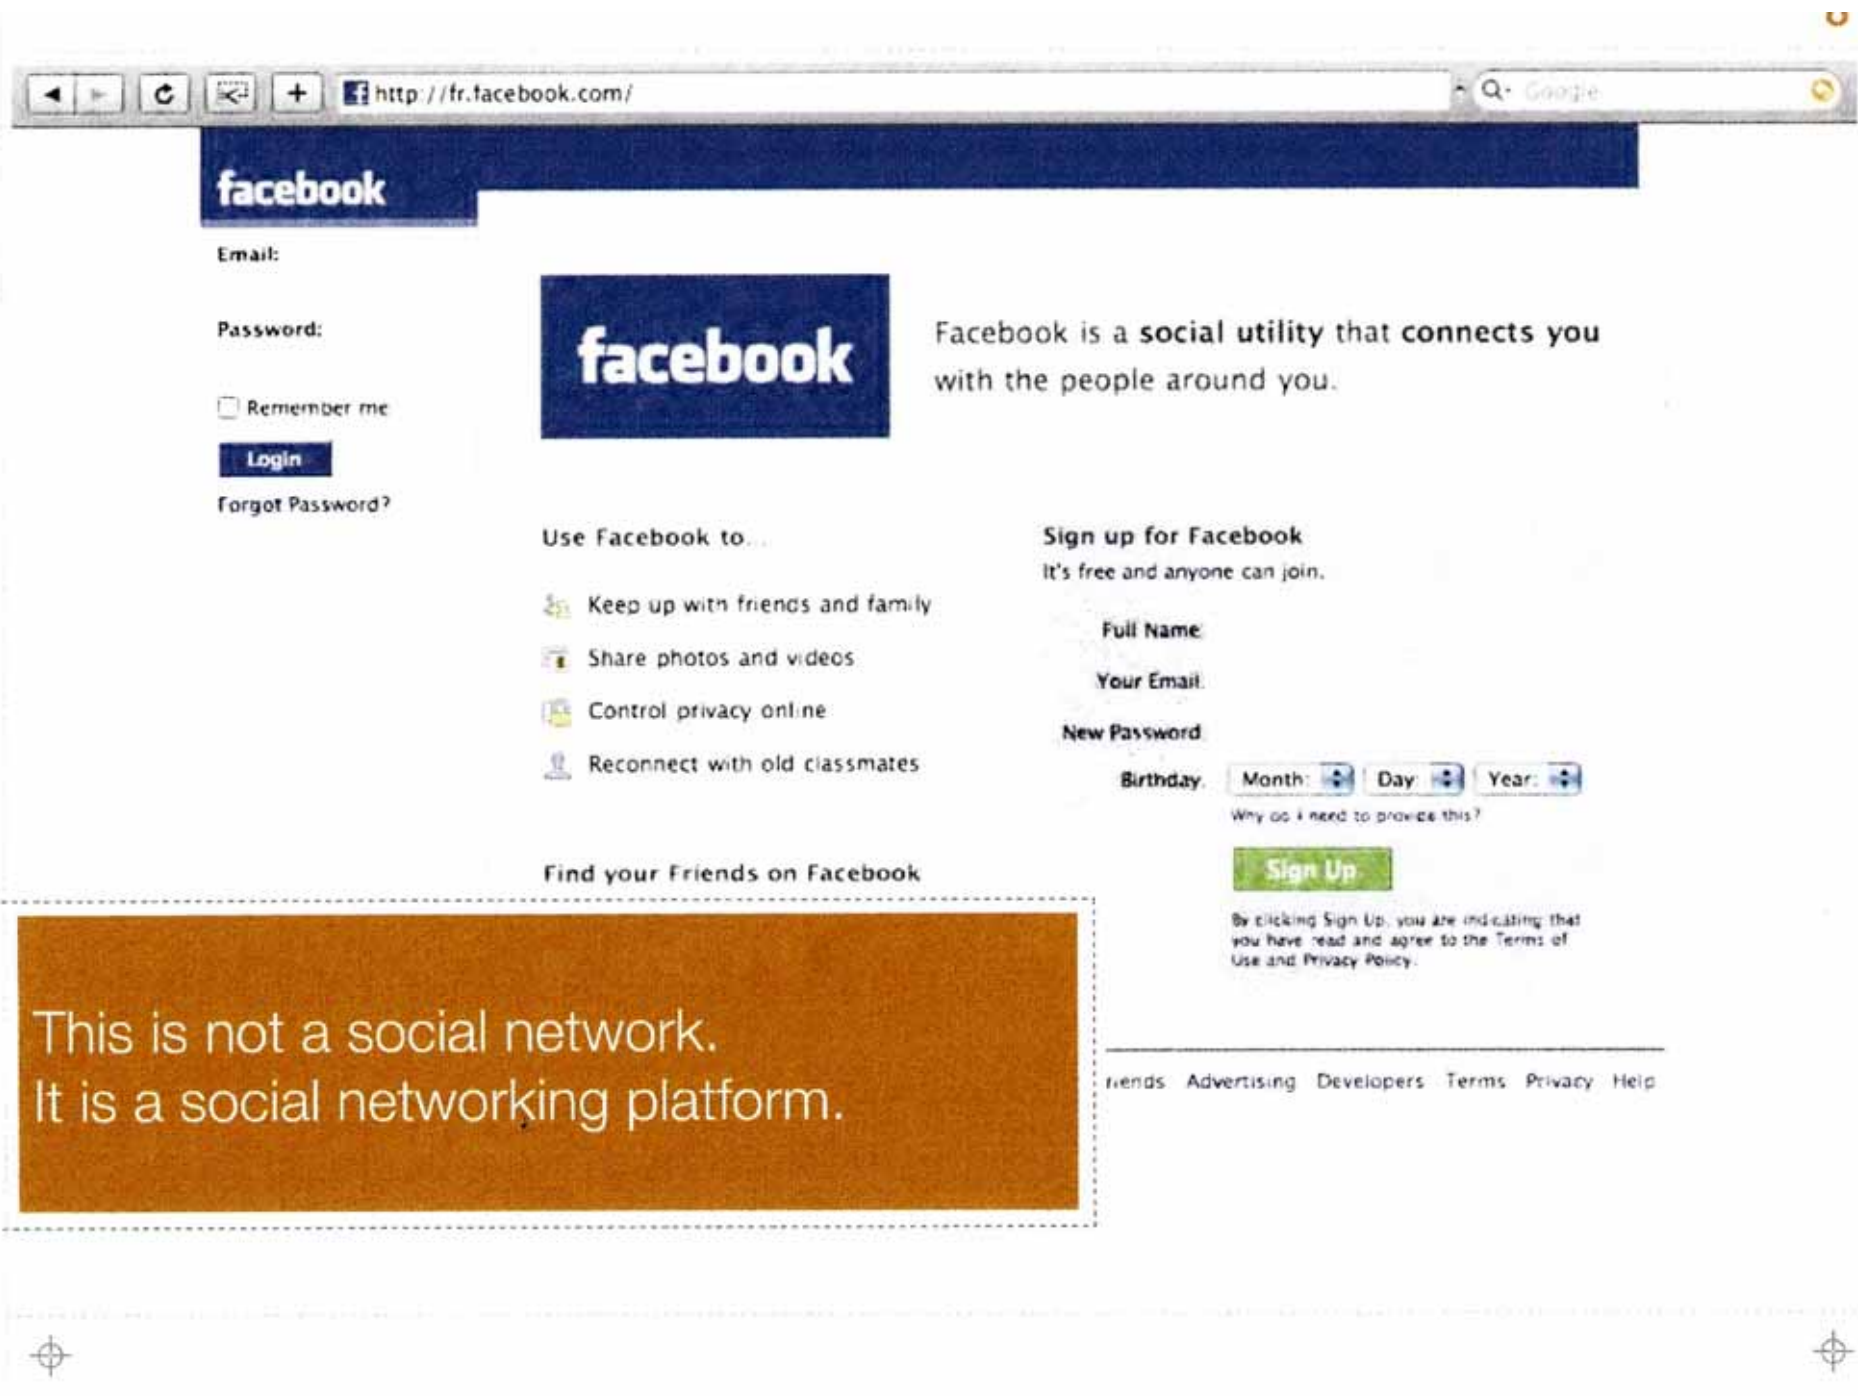 http://fr.facebook.com/
Google
facebook
Email:
Password:
Remember me
Login
Forgot Password?
facebook
Facebook is a social utility that connects you
with the people around you.
Use Facebook to...
Keep up with friends and family
Share photos and videos
Control privacy online
Reconnect with old classmates
Find your Friends on Facebook
Sign up for Facebook
It's free and anyone can join.
Full Name:
Your Email:
New Password:
Birthday:
Month: Day: Year:
Why do I need to provide this?
Sign Up
By clicking Sign Up, you are indicating that
you have read and agree to the Terms of
Use and Privacy Policy.
Advertising Developers Terms Privacy Help
This is not a social network.
It is a social networking platform.